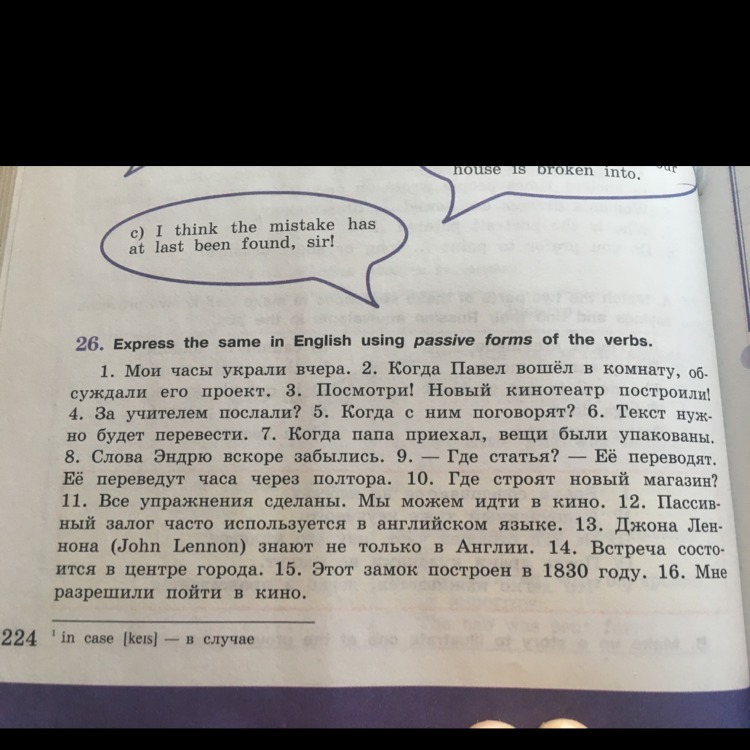 our
house is broken into.
c) I think the mistake has
at last been found, sir!
26. Express the same in English using passive forms of the verbs.
1. Мои часы украли вчера. 2. Когда Павел вошёл в комнату, об-
суждали его проект. 3. Посмотри! Новый кинотеатр построили!
4. За учителем послали? 5. Когда с ним поговорят? 6. Текст нуж-
но будет перевести. 7. Когда папа приехал, вещи были упакованы.
8. Слова Эндрю вскоре забылись. 9. — Где статья? — Её переводят.
Её переведут часа через полтора. 10. Где строят новый магазин?
11. Все упражнения сделаны. Мы можем идти в кино. 12. Пассив-
ный залог часто используется в английском языке. 13. Джона Лен-
нона (John Lennon) знают не только в Англии. 14. Встреча состо-
ится в центре города. 15. Этот замок построен в 1830 году. 16. Мне
разрешили пойти в кино.
224 ¹ in case [keɪs] — в случае